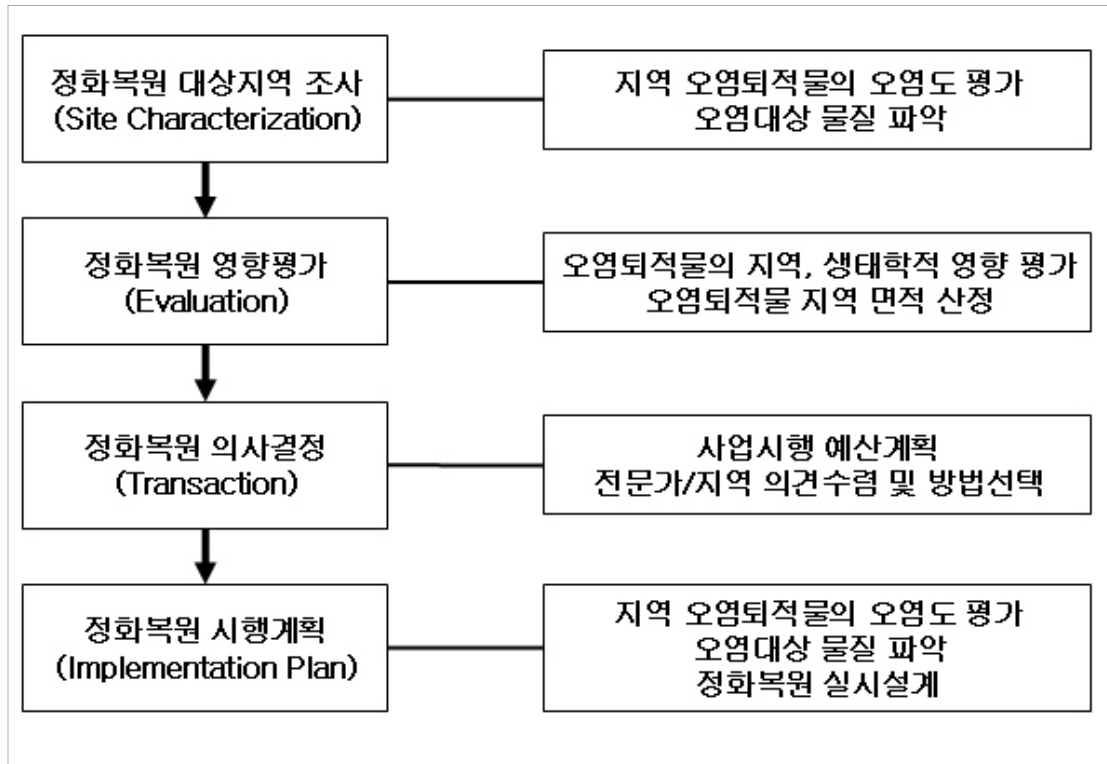 정화복원 대상지역 조사
(Site Characterization)
지역 오염퇴적물의 오염도 평가
오염대상 물질 파악
정화복원 영향평가
(Evaluation)
오염퇴적물의 지역, 생태학적 영향 평가
오염퇴적물 지역 면적 산정
정화복원 의사결정
(Transaction)
사업시행 예산계획
전문가/지역 의견수렴 및 방법선택
정화복원 시행계획
(Implementation Plan)
지역 오염퇴적물의 오염도 평가
오염대상 물질 파악
정화복원 실시설계